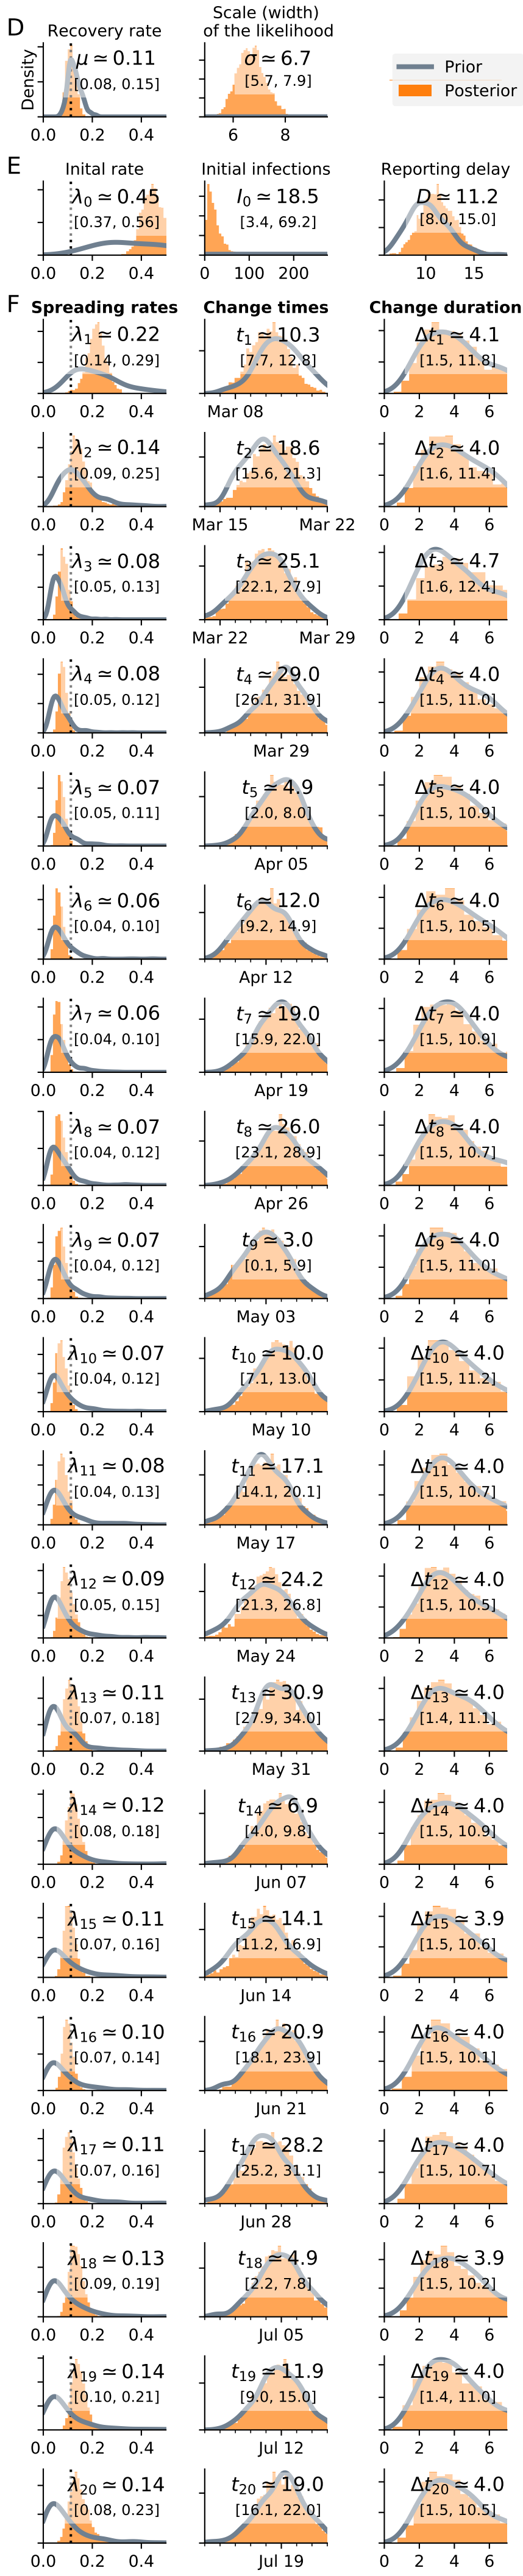 D
Recovery rate
Scale (width)
of the likelihood
Density
μ ≃ 0.11
[0.08, 0.15]
σ ≃ 6.7
[5.7, 7.9]
Prior
Posterior
0.0 0.2 0.4
6 8
E
Inital rate
Initial infections
Reporting delay
λ0 ≃ 0.45
[0.37, 0.56]
I0 ≃ 18.5
[3.4, 69.2]
D ≃ 11.2
[8.0, 15.0]
0.0 0.2 0.4
0 100 200
10 15
F
Spreading rates Change times Change duration
λ1 ≃ 0.22 t1 ≃ 10.3 Δt1 ≃ 4.1
[0.14, 0.29] [7.7, 12.8] [1.5, 11.8]
0.0 0.2 0.4 Mar 08 0 2 4 6
λ2 ≃ 0.14 t2 ≃ 18.6 Δt2 ≃ 4.0
[0.09, 0.25] [15.6, 21.3] [1.6, 11.4]
0.0 0.2 0.4 Mar 15 Mar 22 0 2 4 6
λ3 ≃ 0.08 t3 ≃ 25.1 Δt3 ≃ 4.7
[0.05, 0.13] [22.1, 27.9] [1.6, 12.4]
0.0 0.2 0.4 Mar 22 Mar 29 0 2 4 6
λ4 ≃ 0.08 t4 ≃ 29.0 Δt4 ≃ 4.0
[0.05, 0.12] [26.1, 31.9] [1.5, 11.0]
0.0 0.2 0.4 Mar 29 0 2 4 6
λ5 ≃ 0.07 t5 ≃ 4.9 Δt5 ≃ 4.0
[0.05, 0.11] [2.0, 8.0] [1.5, 10.9]
0.0 0.2 0.4 Apr 05 0 2 4 6
λ6 ≃ 0.06 t6 ≃ 12.0 Δt6 ≃ 4.0
[0.04, 0.10] [9.2, 14.9] [1.5, 10.5]
0.0 0.2 0.4 Apr 12 0 2 4 6
λ7 ≃ 0.06 t7 ≃ 19.0 Δt7 ≃ 4.0
[0.04, 0.10] [15.9, 22.0] [1.5, 10.9]
0.0 0.2 0.4 Apr 19 0 2 4 6
λ8 ≃ 0.07 t8 ≃ 26.0 Δt8 ≃ 4.0
[0.04, 0.12] [23.1, 28.9] [1.5, 10.7]
0.0 0.2 0.4 Apr 26 0 2 4 6
λ9 ≃ 0.07 t9 ≃ 3.0 Δt9 ≃ 4.0
[0.04, 0.12] [0.1, 5.9] [1.5, 11.0]
0.0 0.2 0.4 May 03 0 2 4 6
λ10 ≃ 0.07 t10 ≃ 10.0 Δt10 ≃ 4.0
[0.04, 0.12] [7.1, 13.0] [1.5, 11.2]
0.0 0.2 0.4 May 10 0 2 4 6
λ11 ≃ 0.08 t11 ≃ 17.1 Δt11 ≃ 4.0
[0.04, 0.13] [14.1, 20.1] [1.5, 10.7]
0.0 0.2 0.4 May 17 0 2 4 6
λ12 ≃ 0.09 t12 ≃ 24.2 Δt12 ≃ 4.0
[0.05, 0.15] [21.3, 26.8] [1.5, 10.5]
0.0 0.2 0.4 May 24 0 2 4 6
λ13 ≃ 0.11 t13 ≃ 30.9 Δt13 ≃ 4.0
[0.07, 0.18] [27.9, 34.0] [1.4, 11.1]
0.0 0.2 0.4 May 31 0 2 4 6
λ14 ≃ 0.12 t14 ≃ 6.9 Δt14 ≃ 4.0
[0.08, 0.18] [4.0, 9.8] [1.5, 10.9]
0.0 0.2 0.4 Jun 07 0 2 4 6
λ15 ≃ 0.11 t15 ≃ 14.1 Δt15 ≃ 3.9
[0.07, 0.16] [11.2, 16.9] [1.5, 10.6]
0.0 0.2 0.4 Jun 14 0 2 4 6
λ16 ≃ 0.10 t16 ≃ 20.9 Δt16 ≃ 4.0
[0.07, 0.14] [18.1, 23.9] [1.5, 10.1]
0.0 0.2 0.4 Jun 21 0 2 4 6
λ17 ≃ 0.11 t17 ≃ 28.2 Δt17 ≃ 4.0
[0.07, 0.16] [25.2, 31.1] [1.5, 10.7]
0.0 0.2 0.4 Jun 28 0 2 4 6
λ18 ≃ 0.13 t18 ≃ 4.9 Δt18 ≃ 3.9
[0.09, 0.19] [2.2, 7.8] [1.5, 10.2]
0.0 0.2 0.4 Jul 05 0 2 4 6
λ19 ≃ 0.14 t19 ≃ 11.9 Δt19 ≃ 4.0
[0.10, 0.21] [9.0, 15.0] [1.4, 11.0]
0.0 0.2 0.4 Jul 12 0 2 4 6
λ20 ≃ 0.14 t20 ≃ 19.0 Δt20 ≃ 4.0
[0.08, 0.23] [16.1, 22.0] [1.5, 10.5]
0.0 0.2 0.4 Jul 19 0 2 4 6